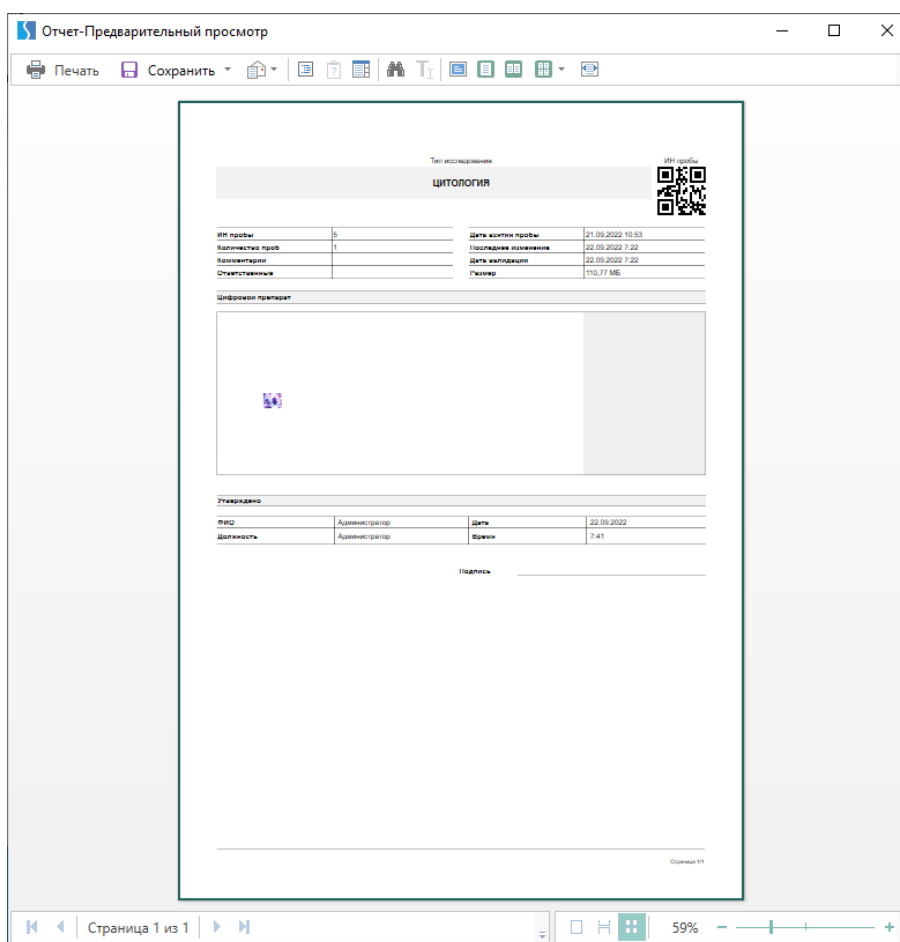 Отчет-Предварительный просмотр
Печать Сохранить
Тип исследования ИН пробы
ЦИТОЛОГИЯ
ИН пробы 5 Дата взятия пробы 21.09.2022 10:53
Количество проб 1 Последнее изменение 22.09.2022 7:22
Комментарии Дата валидации 22.09.2022 7:22
Ответственные Размер 110,77 МБ
Цифровой препарат
Утверждено
ФИО Администратор Дата 22.09.2022
Должность Администратор Время 7:41
Подпись
Страница 1/1
Страница 1 из 1 59%